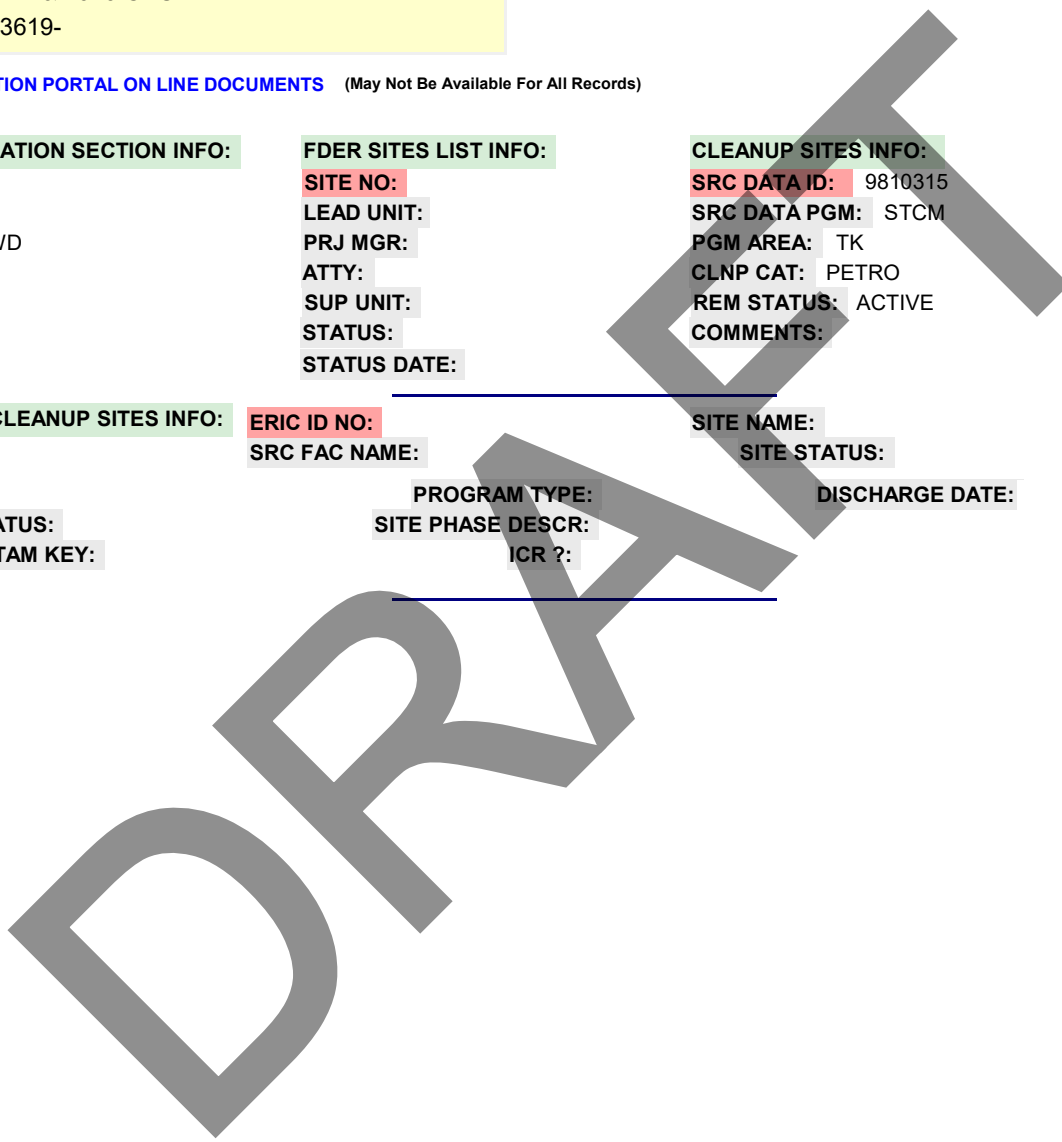 3619-
TION PORTAL ON LINE DOCUMENTS (May Not Be Available For All Records)
ATION SECTION INFO: FDER SITES LIST INFO: CLEANUP SITES INFO:
SITE NO: SRC DATA ID: 9810315
LEAD UNIT: SRC DATA PGM: STCM
WD PRJ MGR: PGM AREA: TK
ATTY: CLNP CAT: PETRO
SUP UNIT: REM STATUS: ACTIVE
STATUS: COMMENTS:
STATUS DATE:
CLEANUP SITES INFO: ERIC ID NO: SITE NAME:
SRC FAC NAME: SITE STATUS:
PROGRAM TYPE: DISCHARGE DATE:
ATUS: SITE PHASE DESCR:
TAM KEY: ICR ?:
DRAFT